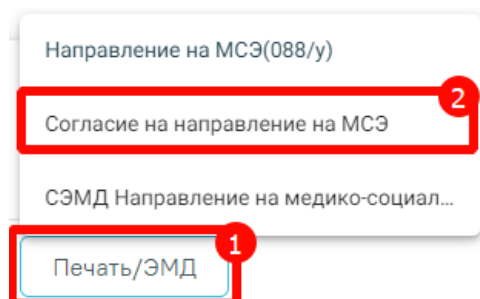 Направление на МСЭ(088/у)
2
Согласие на направление на МСЭ
СЭМД Направление на медико-социал...
1
Печать/ЭМД